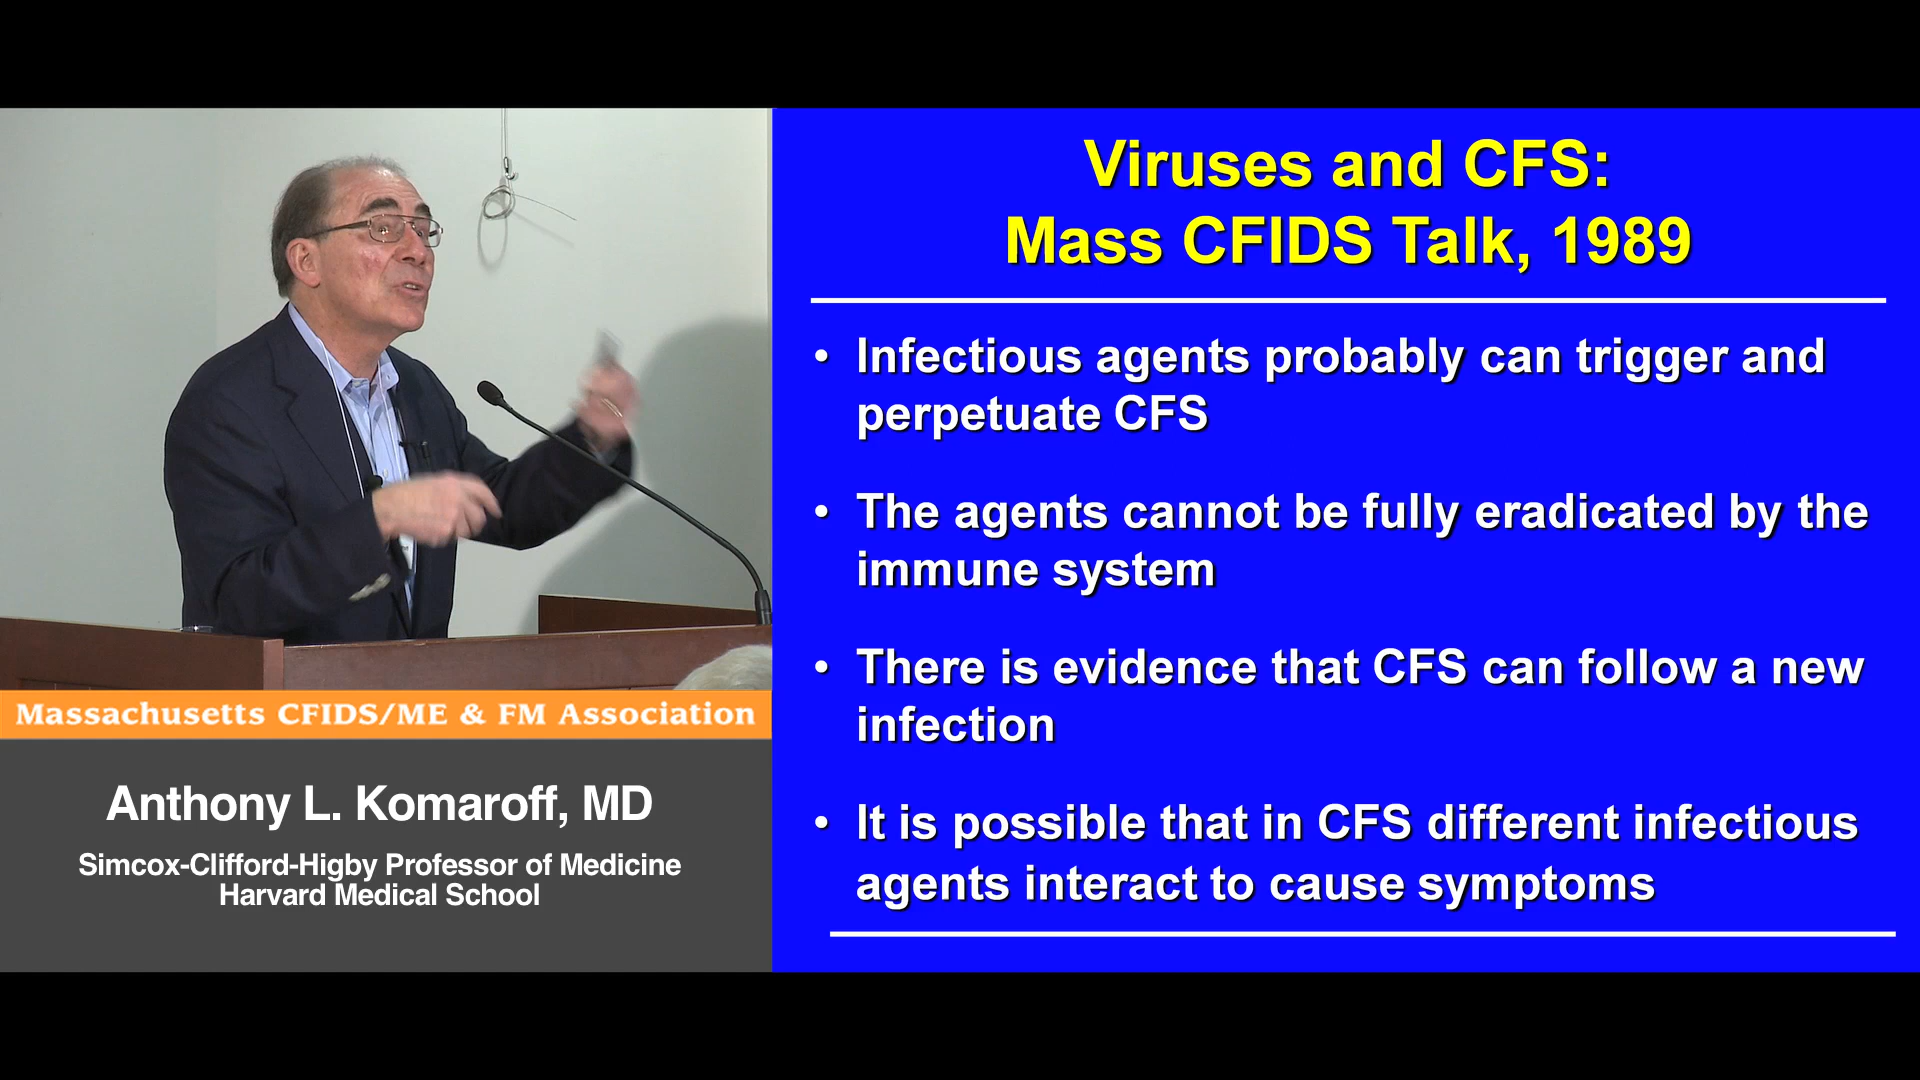 Viruses and CFS:
Mass CFIDS Talk, 1989
• Infectious agents probably can trigger and
perpetuate CFS
• The agents cannot be fully eradicated by the
immune system
• There is evidence that CFS can follow a new
infection
• It is possible that in CFS different infectious
agents interact to cause symptoms
Massachusetts CFIDS/ME & FM Association
Anthony L. Komaroff, MD
Simcox-Clifford-Higby Professor of Medicine
Harvard Medical School